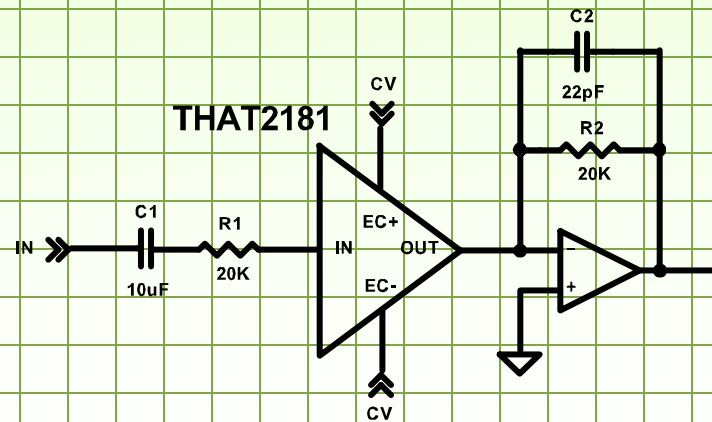 C2
22pF
R2
20K
CV
THAT2181
C1
R1
IN
10uF
20K
EC+
IN
OUT
EC-
CV
-
+